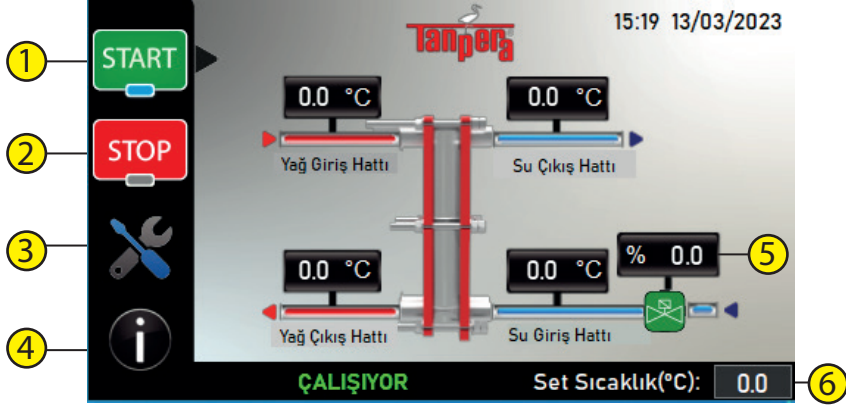 15:19 13/03/2023
Tanpera
1 START
0.0 °C
0.0 °C
2 STOP
Yağ Giriş Hattı
Su Çıkış Hattı
3
% 0.0 5
0.0 °C
0.0 °C
4
Yağ Çıkış Hattı
Su Giriş Hattı
i
ÇALIŞIYOR
Set Sıcaklık(ºC): 0.0 6